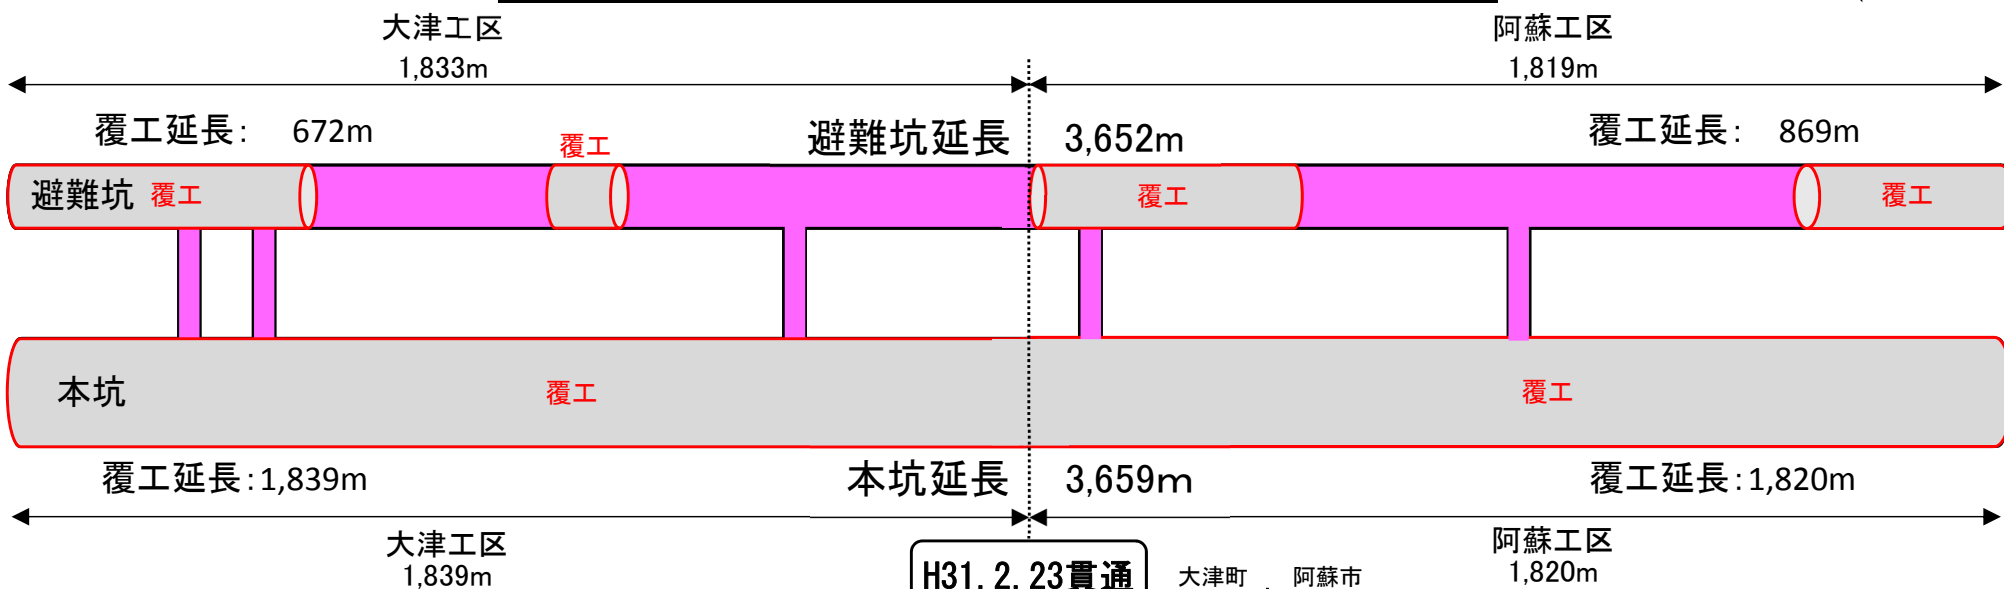 大津工区
1,833m
阿蘇工区
1,819m
覆工延長: 672m
覆工
避難坑延長 3,652m
覆工延長: 869m
避難坑 覆工
覆工
覆工
本坑
覆工
覆工
覆工延長:1,839m
本坑延長 3,659m
覆工延長:1,820m
大津工区
1,839m
阿蘇工区
1,820m
H31.2.23貫通
大津町
阿蘇市